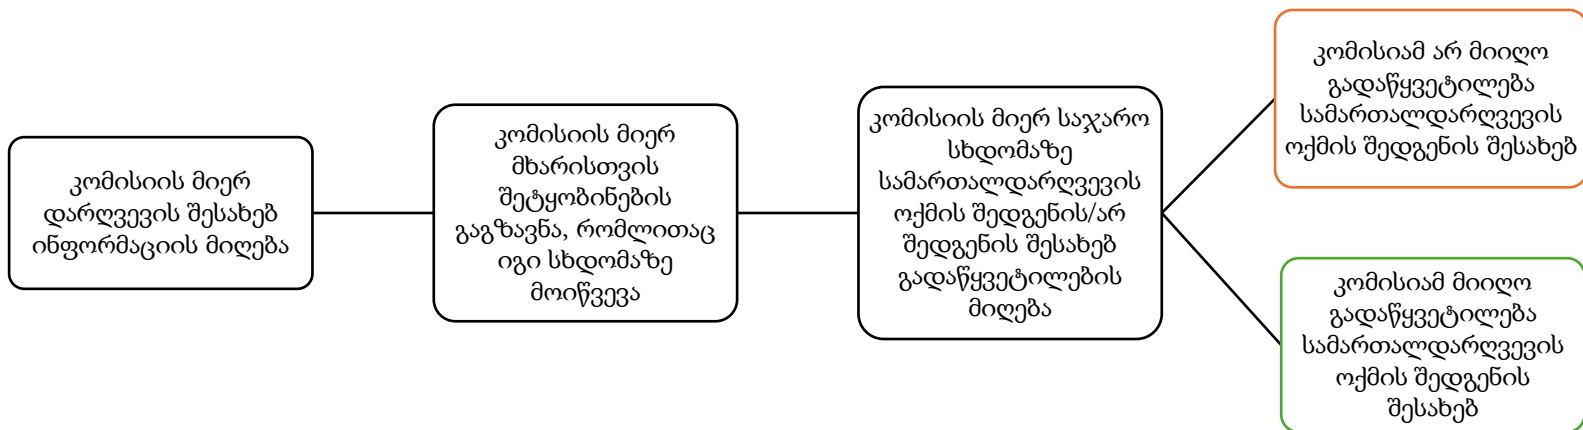 კომისიის მიერ
დარღვევის შესახებ
ინფორმაციის მიღება
კომისიის მიერ
მხარისთვის
შეტყობინების
გაგზავნა, რომლითაც
იგი სხდომაზე
მოიწვევა
კომისიის მიერ საჯარო
სხდომაზე
სამართალდარღვევის
ოქმის შედგენის/არ
შედგენის შესახებ
გადაწყვეტილების
მიღება
კომისიამ არ მიიღო
გადაწყვეტილება
სამართალდარღვევის
ოქმის შედგენის შესახებ
კომისიამ მიიღო
გადაწყვეტილება
სამართალდარღვევის
ოქმის შედგენის
შესახებ